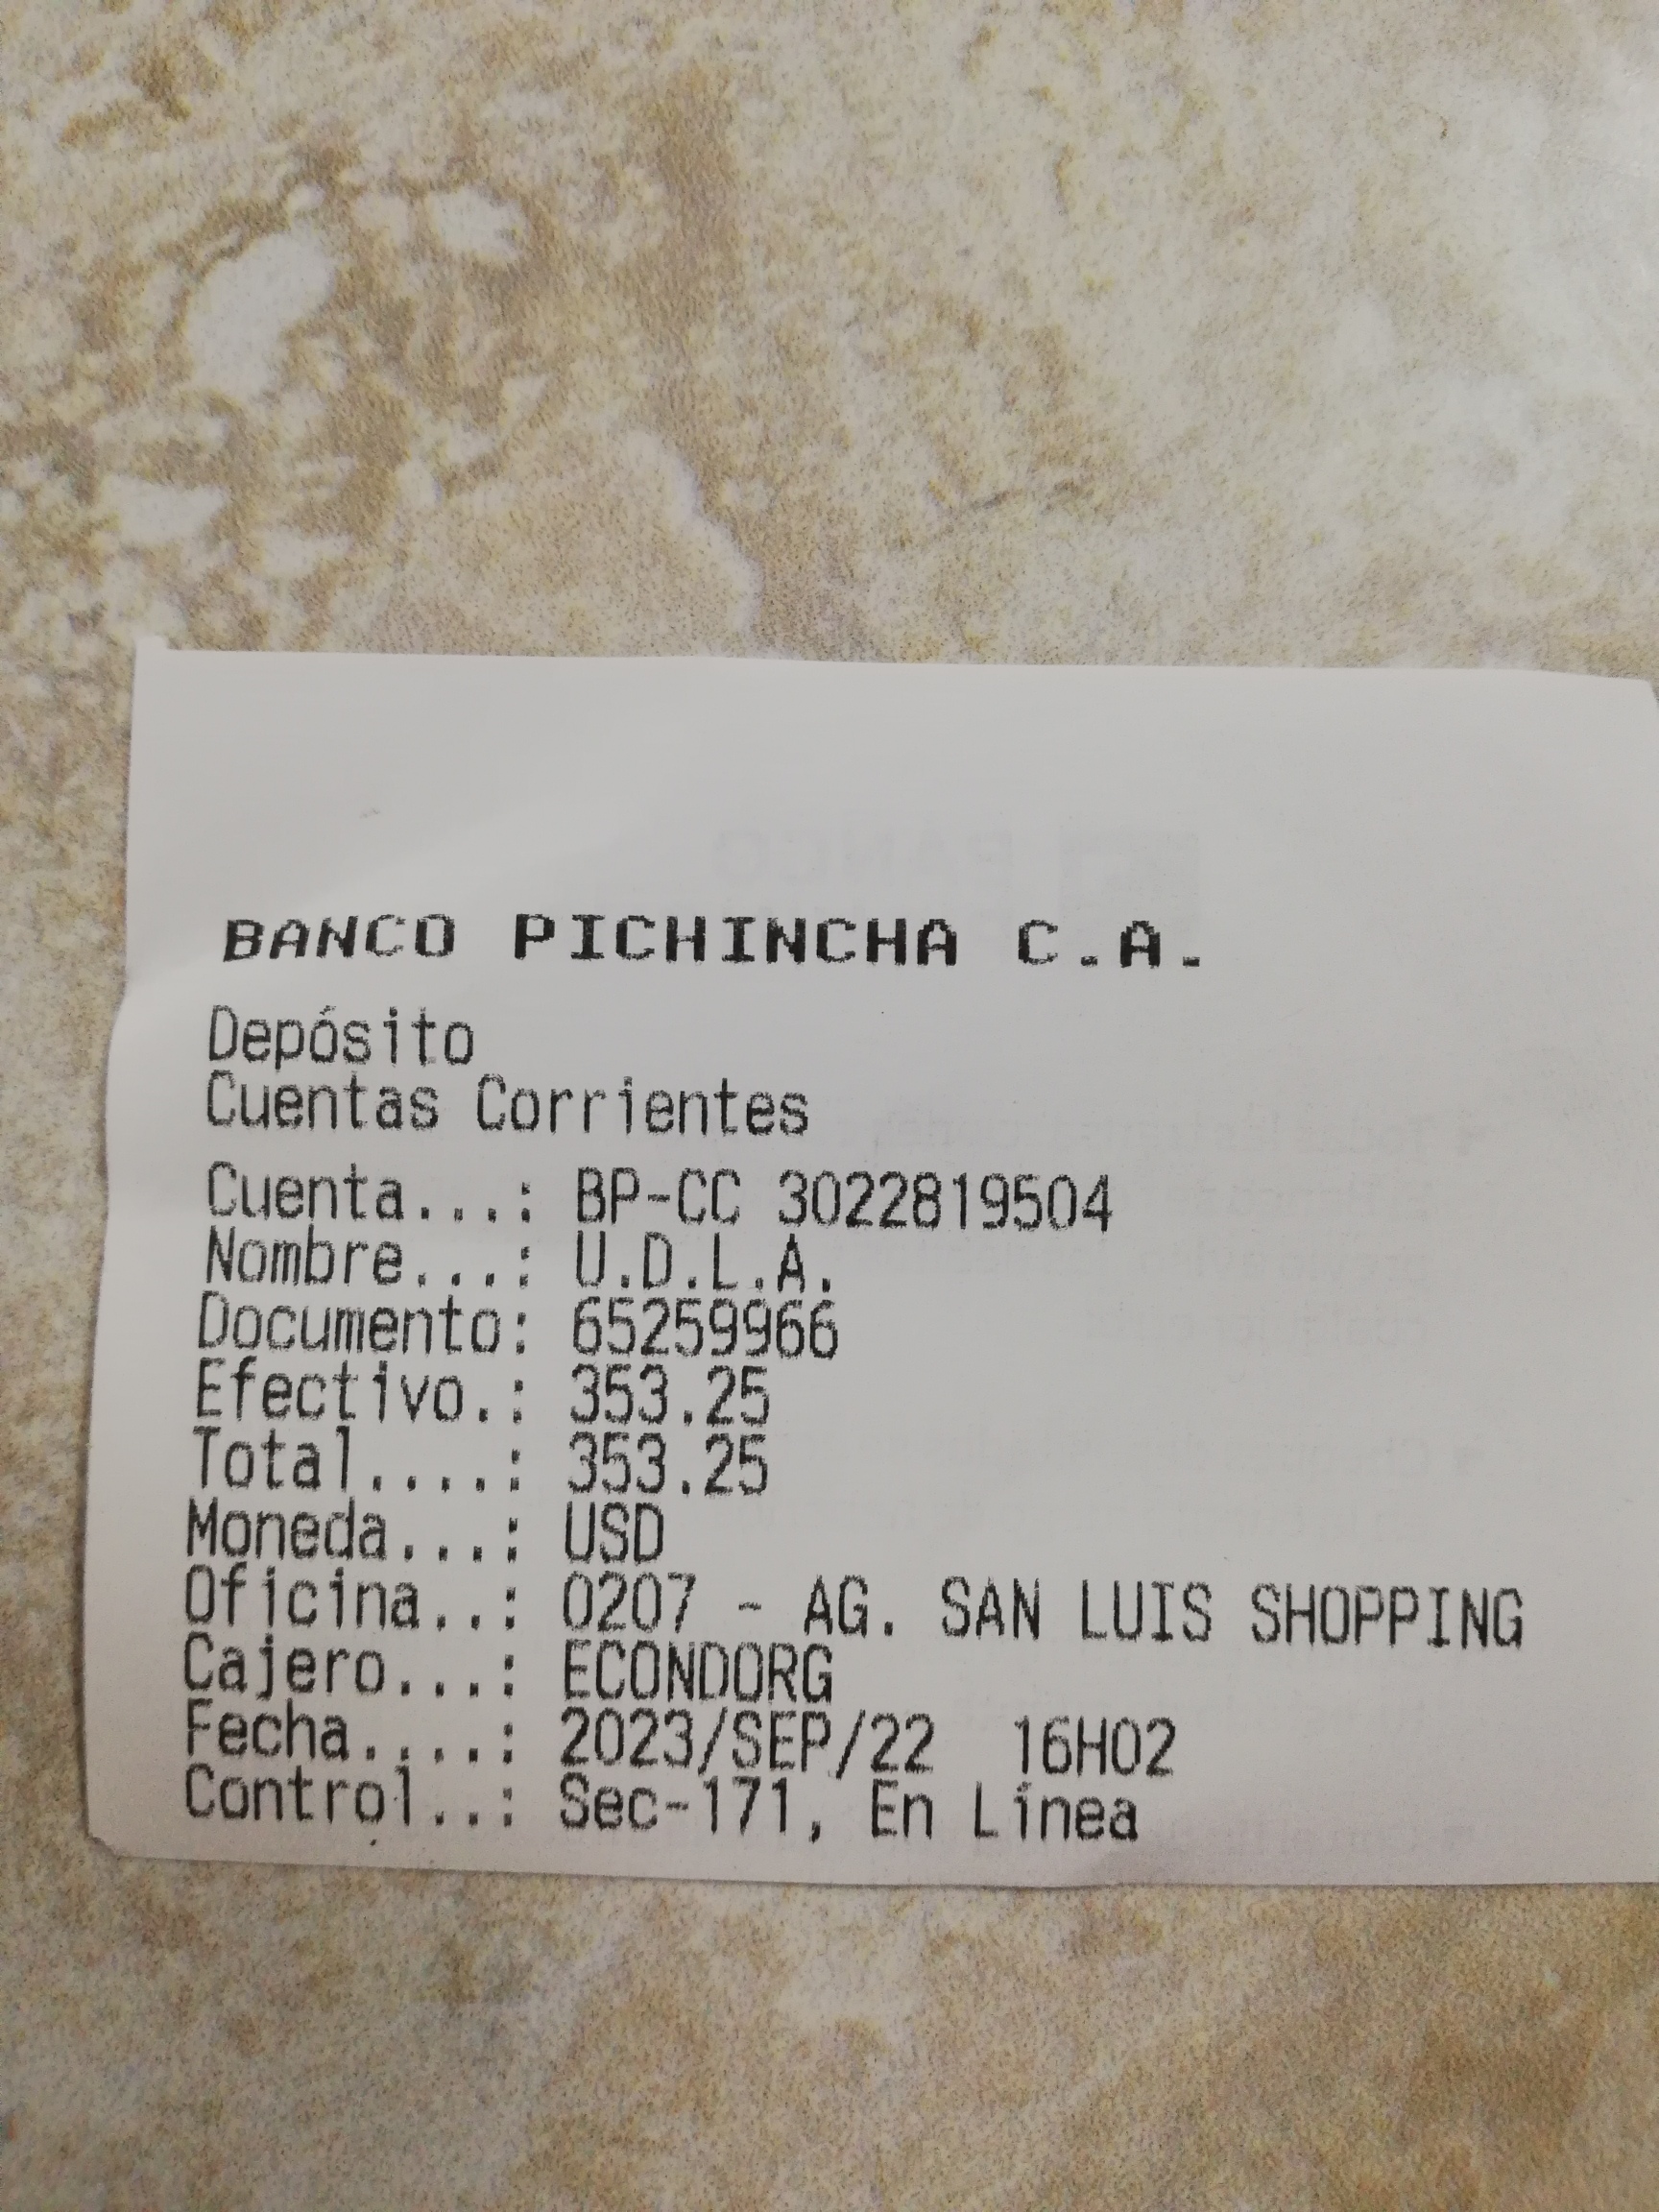 BANCO PICHINCHA C.A.
Depósito
Cuentas Corrientes
Cuenta...: BP-CC 3022819504
Nombre...: U.D.L.A.
Documento: 65259966
Efectivo.: 353.25
Total....: 353.25
Moneda...: USD
Oficina..: 0207 - AG. SAN LUIS SHOPPING
Cajero...: ECONDORG
Fecha....: 2023/SEP/22  16H02
Control..: Sec-171, En Línea